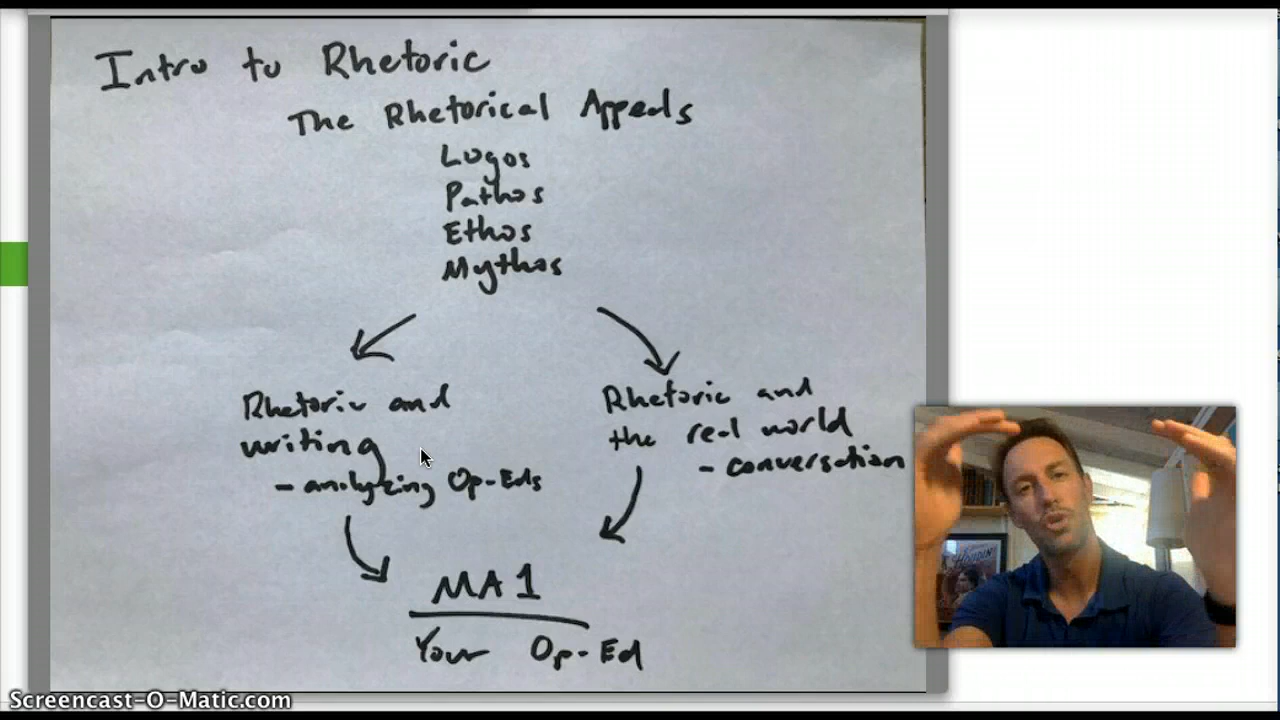 Intro to Rhetoric
The Rhetorical Appeals
Logos
Pathos
Ethos
Mythos
Rhetoric and
writing
- analyzing Op-Eds
Rhetoric and
the real world
- conversation
MA 1
Your Op-Ed
HOUDINI
Screencast-O-Matic.com